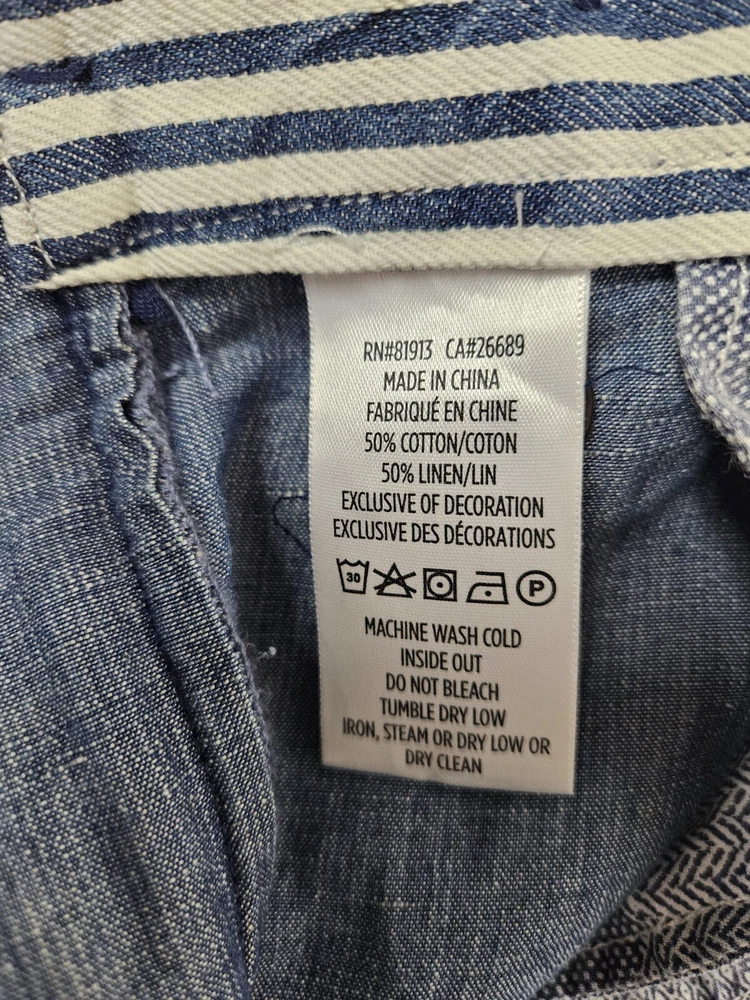 RN#81913 CA#26689
MADE IN CHINA
FABRIQUÉ EN CHINE
50% COTTON/COTON
50% LINEN/LIN
EXCLUSIVE OF DECORATION
EXCLUSIVE DES DÉCORATIONS
30 P
MACHINE WASH COLD
INSIDE OUT
DO NOT BLEACH
TUMBLE DRY LOW
IRON, STEAM OR DRY LOW OR
DRY CLEAN